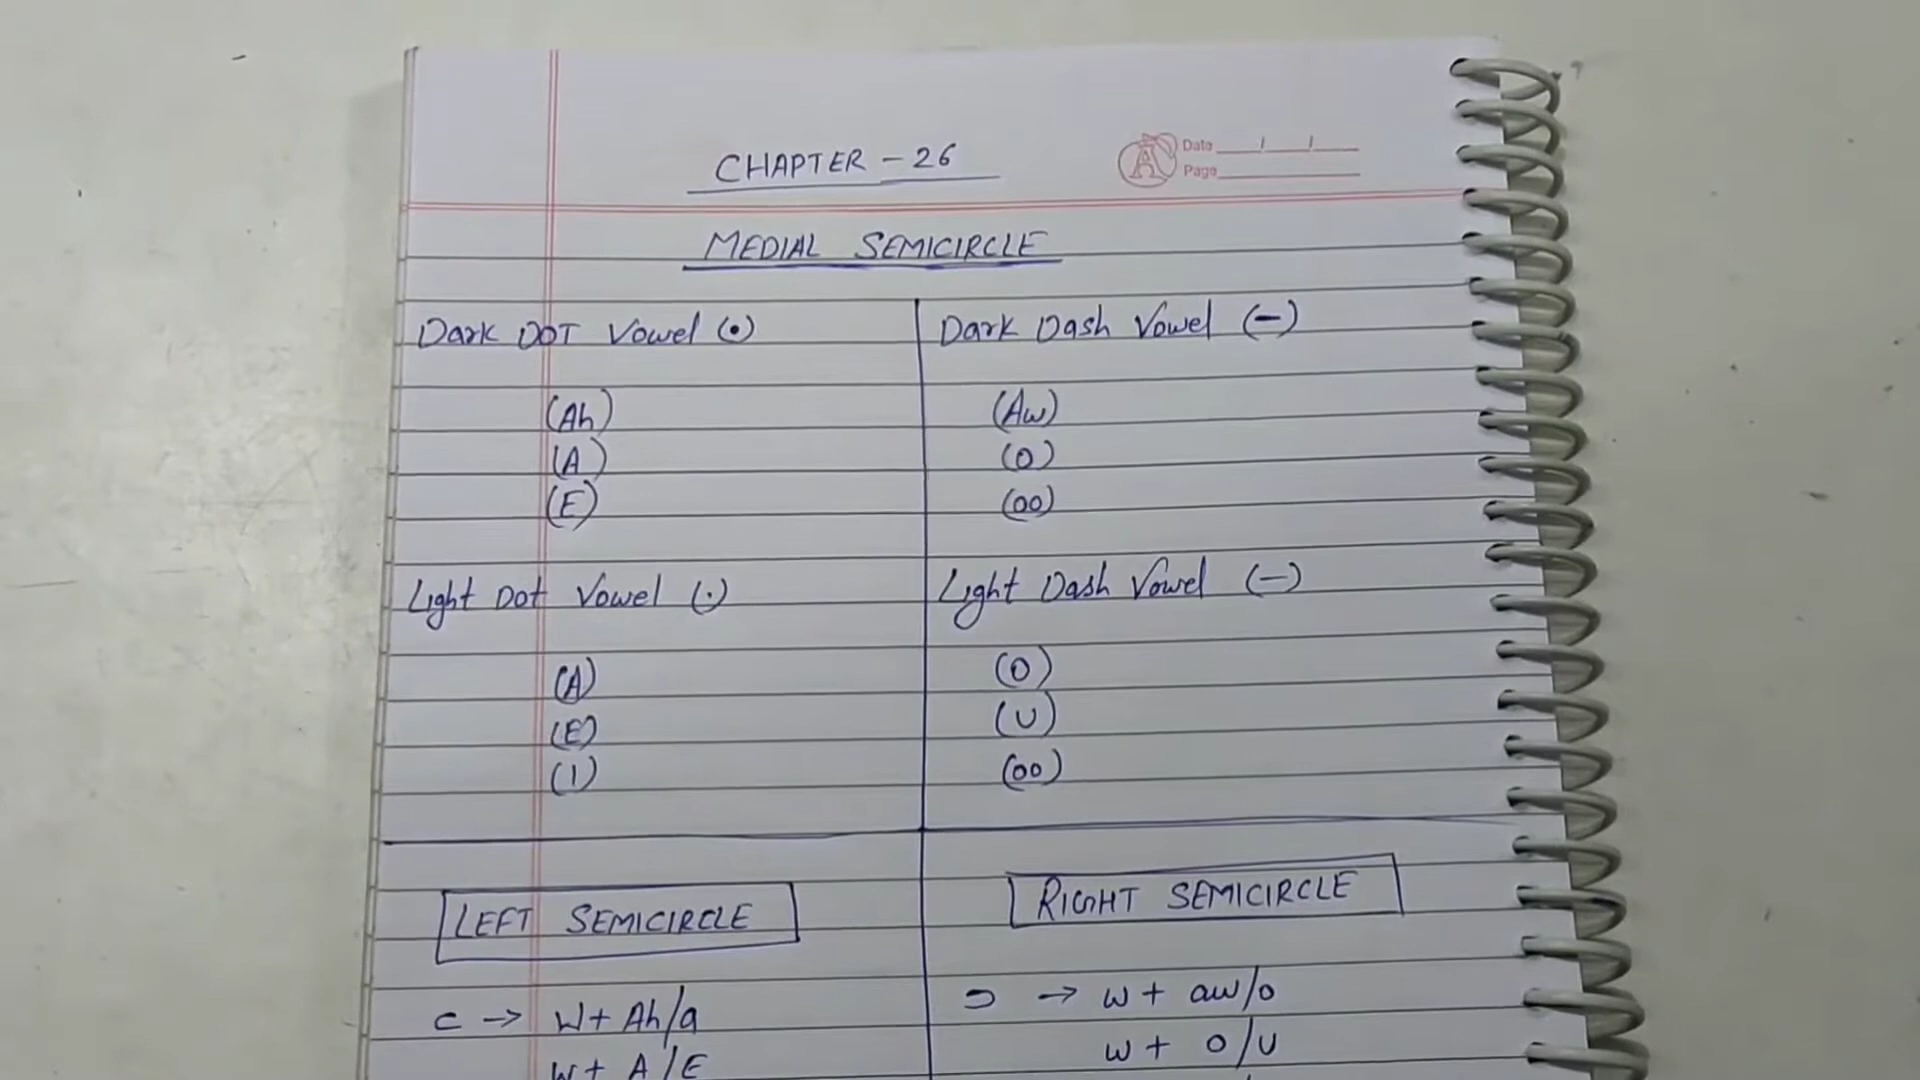 CHAPTER - 26
Date / /
Page
MEDIAL SEMICIRCLE
Dark DOT Vowel (•)
(Ah)
(A)
(E)
Dark Dash Vowel (–)
(Aw)
(O)
(oo)
Light Dot Vowel (.)
(A)
(E)
(I)
Light Dash Vowel (–)
(O)
(U)
(oo)
LEFT SEMICIRCLE
⊂ → W + Ah/a
W + A/E
RIGHT SEMICIRCLE
⊃ → W + aw/o
W + O/U